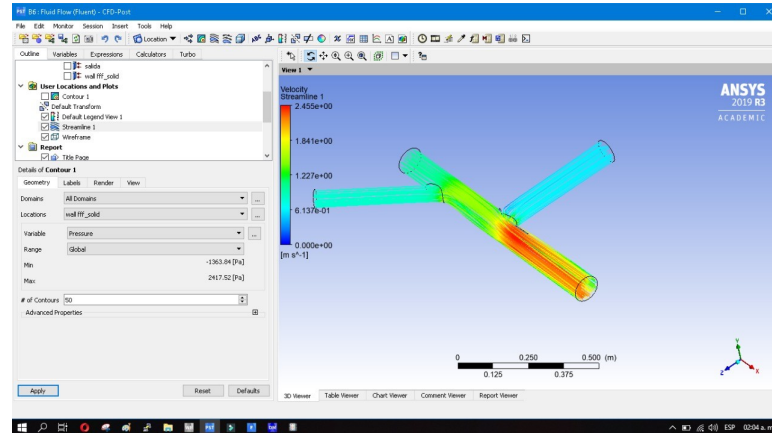 B6 : Fluid Flow (Fluent) - CFD-Post
File Edit Monitor Session Insert Tools Help
Location
Outline Variables Expressions Calculators Turbo
salida
wall fff_solid
User Locations and Plots
Contour 1
Default Transform
Default Legend View 1
Streamline 1
Wireframe
Report
Title Page
Details of Contour 1
Geometry Labels Render View
Domains All Domains ...
Locations wall fff_solid ...
Variable Pressure ...
Range Global
Min -1363.84 [Pa]
Max 2417.52 [Pa]
# of Contours 50
Advanced Properties
Apply Reset Defaults
View 1
Velocity
Streamline 1
2.455e+00
1.841e+00
1.227e+00
6.137e-01
0.000e+00
[m s^-1]
ANSYS
2019 R3
ACADEMIC
0 0.250 0.500 (m)
0.125 0.375
Y
Z X
3D Viewer Table Viewer Chart Viewer Comment Viewer Report Viewer
ESP 02:04 a. m.